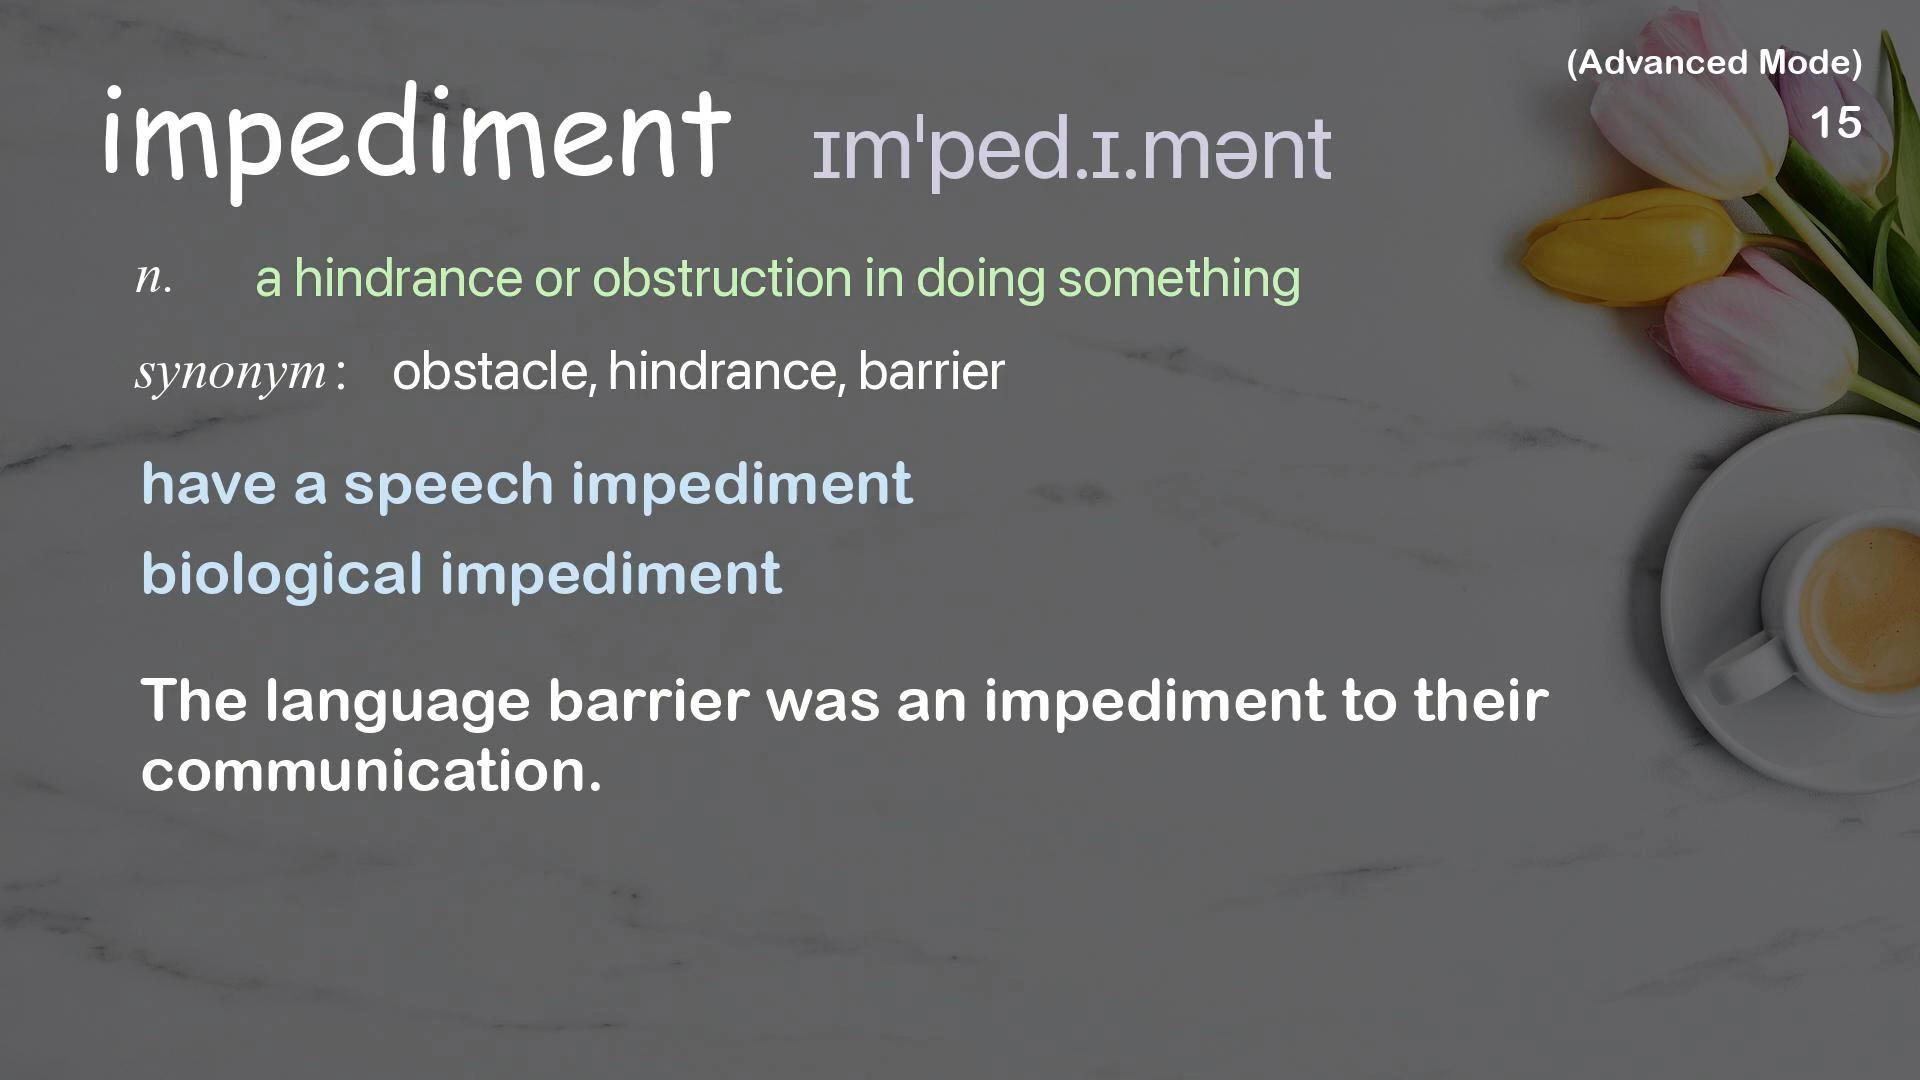 (Advanced Mode)
15
impediment ɪmˈped.ɪ.mənt
n. a hindrance or obstruction in doing something
synonym: obstacle, hindrance, barrier
have a speech impediment
biological impediment
The language barrier was an impediment to their
communication.